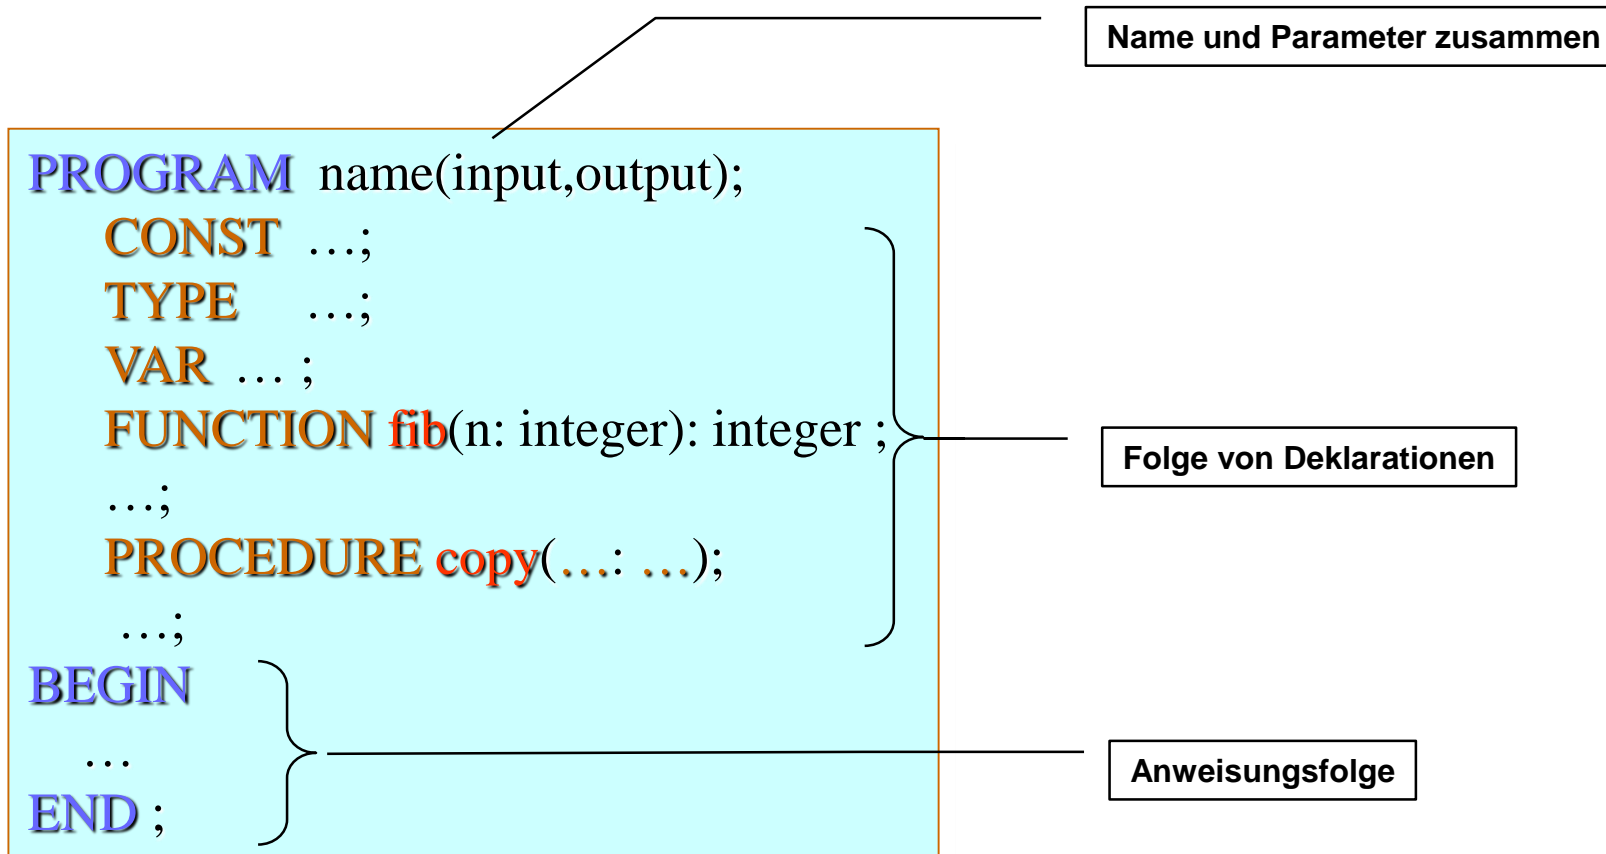 Name und Parameter zusammen
PROGRAM name(input,output);
CONST …;
TYPE …;
VAR … ;
FUNCTION fib(n: integer): integer ;
…;
PROCEDURE copy(…: …);
…;
BEGIN
…
END ;
Folge von Deklarationen
Anweisungsfolge